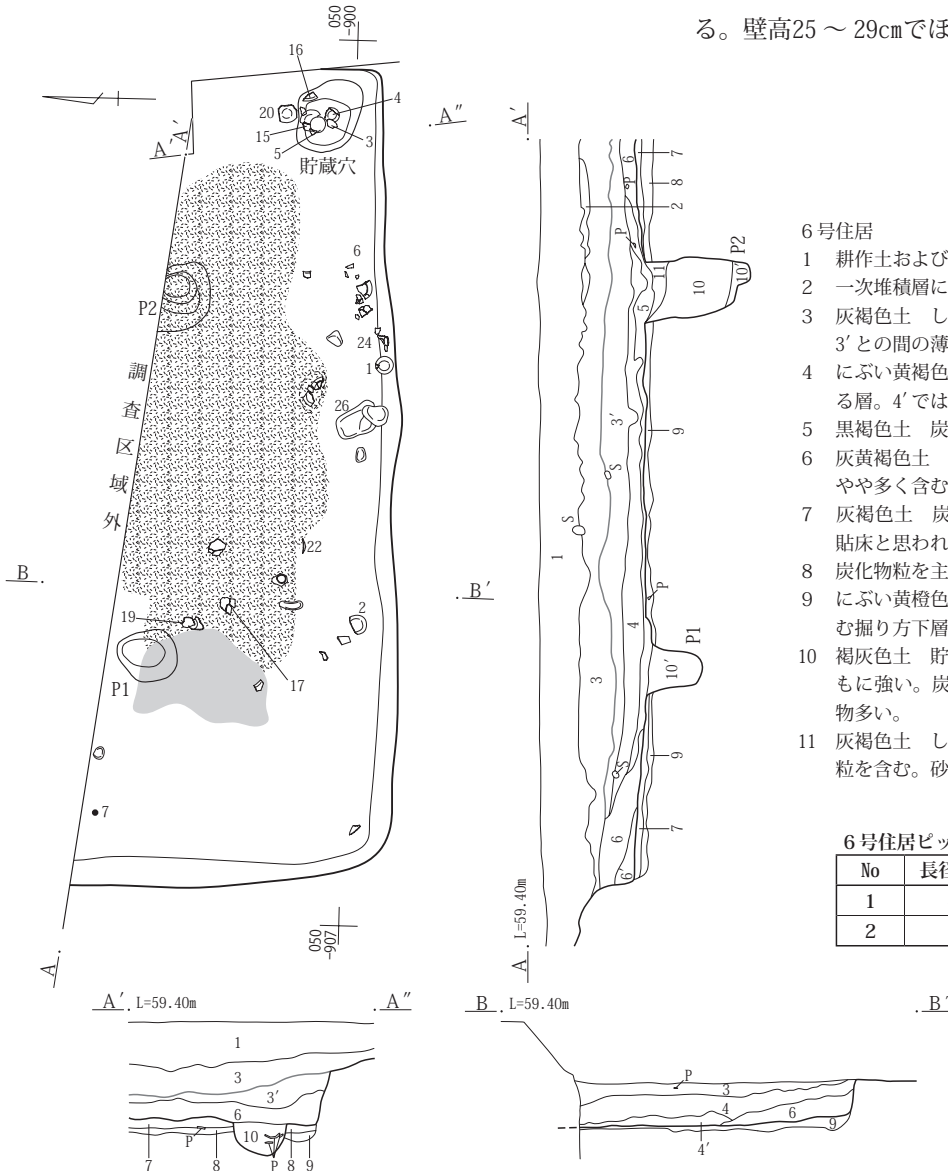 る。壁高25～29cmでほ
050
-900
16
20
4
15
5
3
貯蔵穴
A′
A′
A″
P2
6
24
1
26
調査区域外
22
B
B′
19
2
17
P1
7
050
-907
A
A′
7
6
P
8
2
P
P2
11
10
10′
5
3′
9
S
S
1
P
4
P1
10′
3
9
S
7
6
6′
A L=59.40m
6号住居
1 耕作土および
2 一次堆積層に
3 灰褐色土 し
3′との間の薄
4 にぶい黄褐色
る層。4′では
5 黒褐色土 炭
6 灰黄褐色土
やや多く含む
7 灰褐色土 炭
貼床と思われ
8 炭化物粒を主
9 にぶい黄橙色
む掘り方下層
10 褐灰色土 貯
もに強い。炭
物多い。
11 灰褐色土 し
粒を含む。砂
6号住居ピッ
No 長径
1
2
A′ L=59.40m A″
1
3
3′
6
P
10
7 8 P 8 9
B L=59.40m B′
P
3
4
6
9
4′